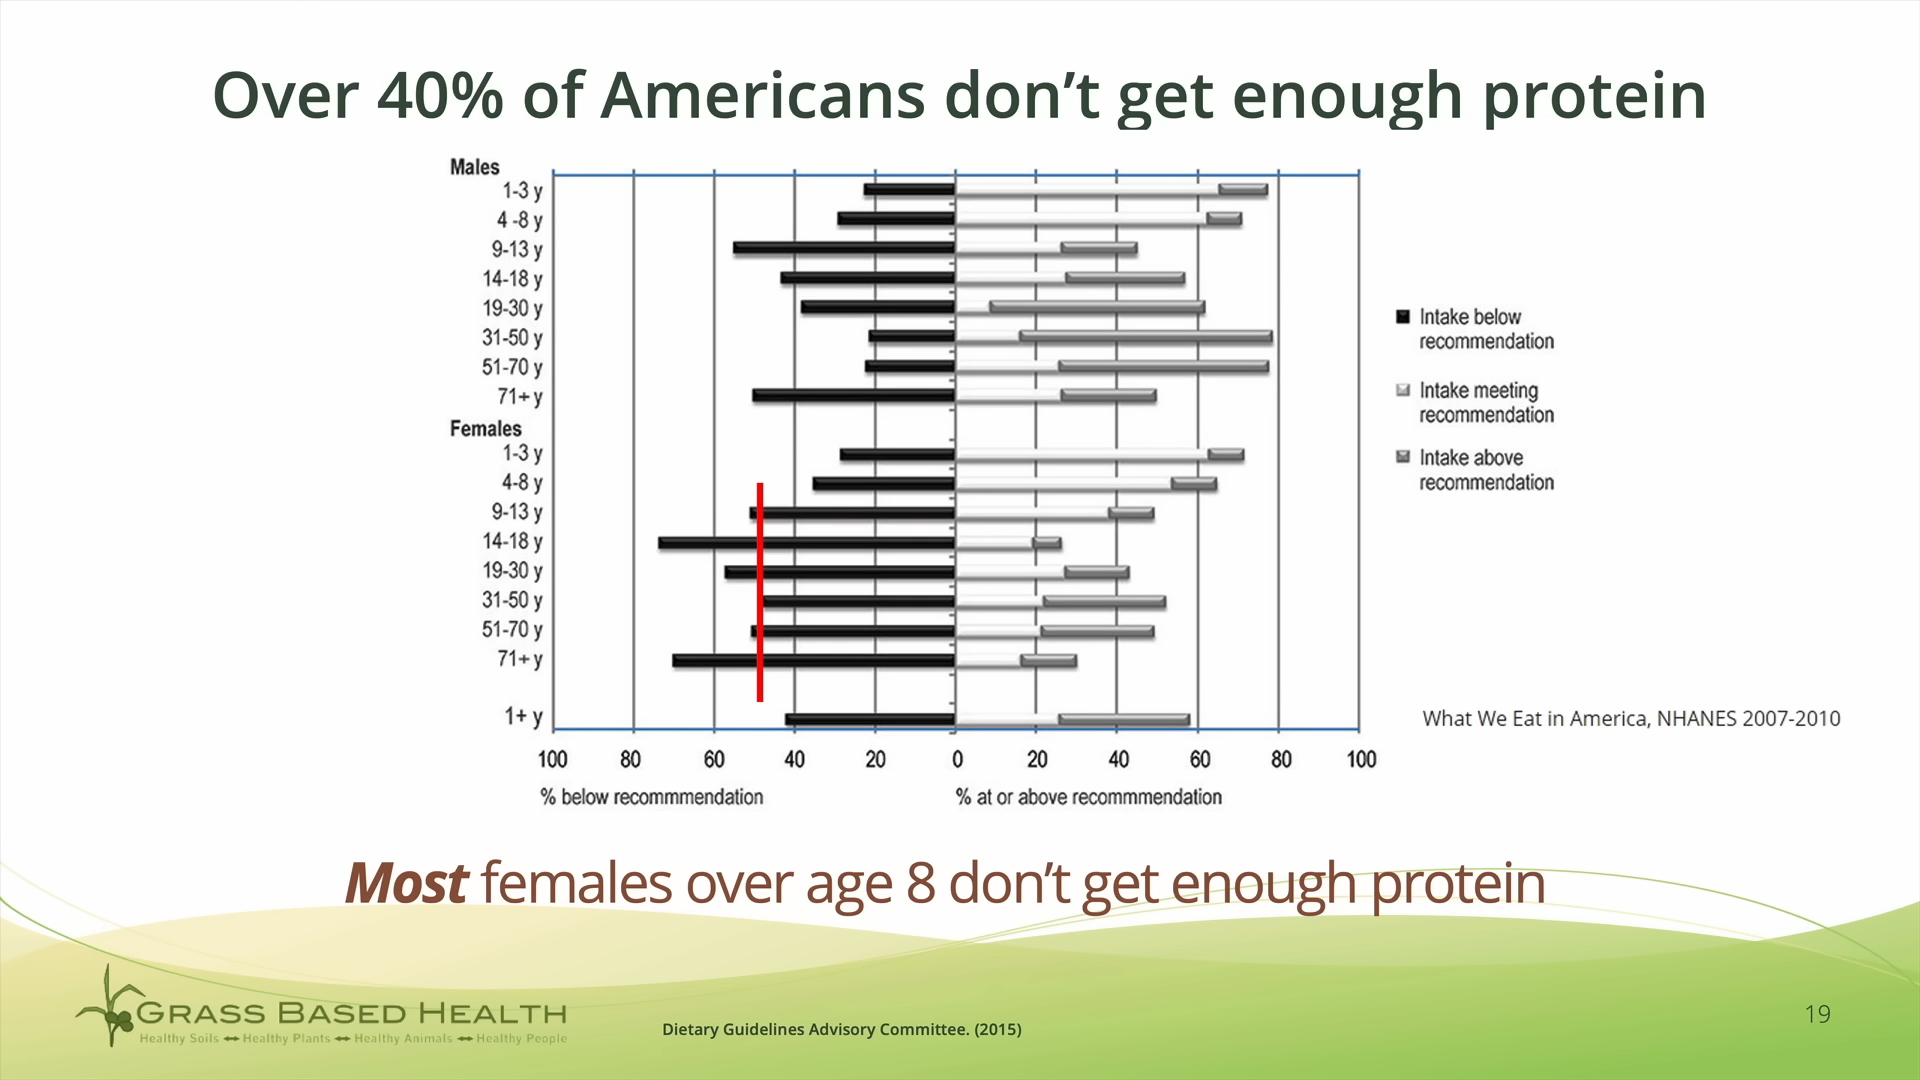 Over 40% of Americans don’t get enough protein
Males
1-3 y
4 -8 y
9-13 y
14-18 y
19-30 y
31-50 y
51-70 y
71+ y
Females
1-3 y
4-8 y
9-13 y
14-18 y
19-30 y
31-50 y
51-70 y
71+ y
1+ y
100 80 60 40 20 0 20 40 60 80 100
% below recommmendation
% at or above recommmendation
Intake below
recommendation
Intake meeting
recommendation
Intake above
recommendation
What We Eat in America, NHANES 2007-2010
Most females over age 8 don’t get enough protein
GRASS BASED HEALTH
Healthy Soils ⬌ Healthy Plants ⬌ Healthy Animals ⬌ Healthy People
Dietary Guidelines Advisory Committee. (2015)
19